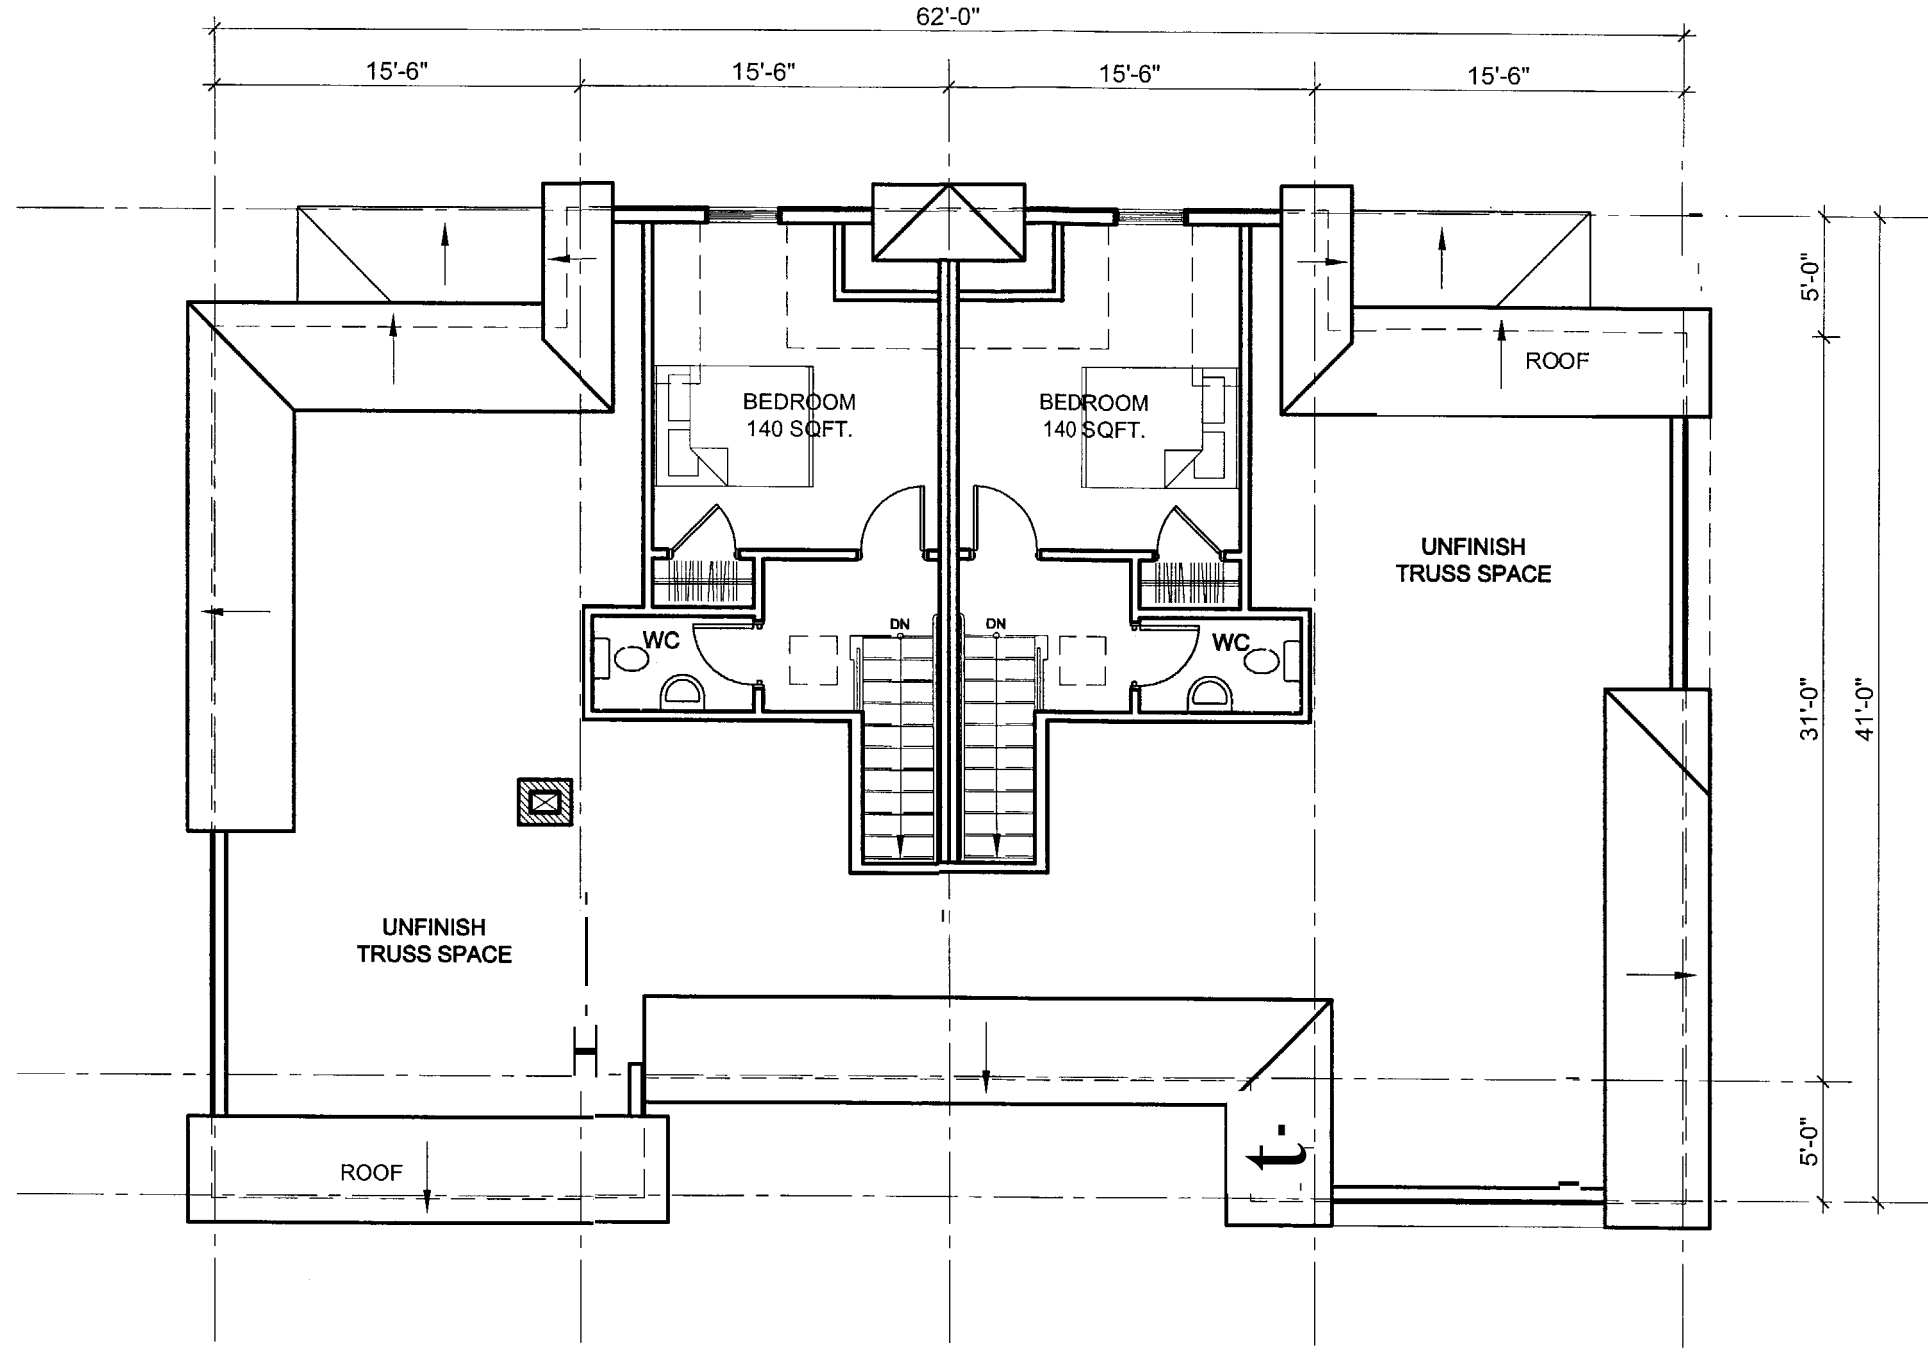 62'-0"
15'-6"
15'-6"
15'-6"
15'-6"
5'-0"
ROOF
BEDROOM
140 SQFT.
BEDROOM
140 SQFT.
UNFINISH
TRUSS SPACE
DN
DN
WC
WC
31'-0"
41'-0"
UNFINISH
TRUSS SPACE
5'-0"
t.
ROOF